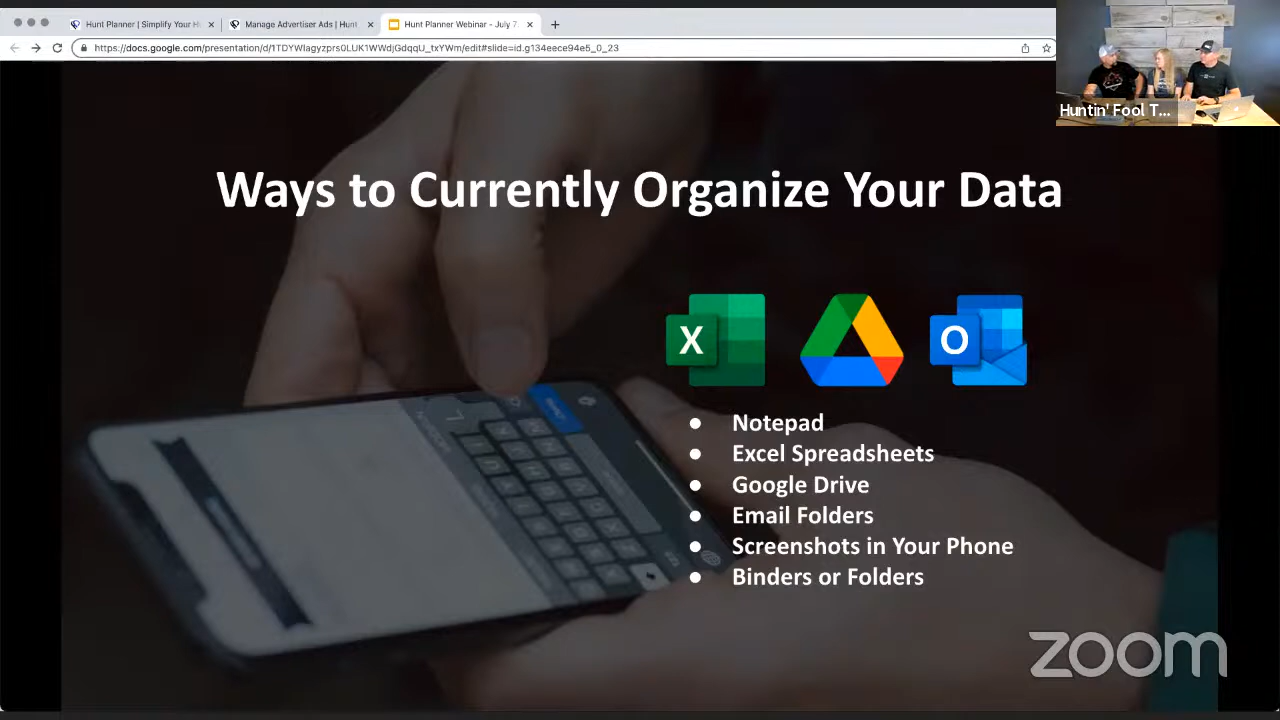 Hunt Planner | Simplify Your H
Manage Advertiser Ads | Hunt
Hunt Planner Webinar - July 7,
https://docs.google.com/presentation/d/1TDYWIagyzprs0LUK1WWdjGdqqU_txYWm/edit#slide=id.g134eece94e5_0_23
Huntin' Fool T...
Ways to Currently Organize Your Data
X
O
● Notepad
● Excel Spreadsheets
● Google Drive
● Email Folders
● Screenshots in Your Phone
● Binders or Folders
zoom